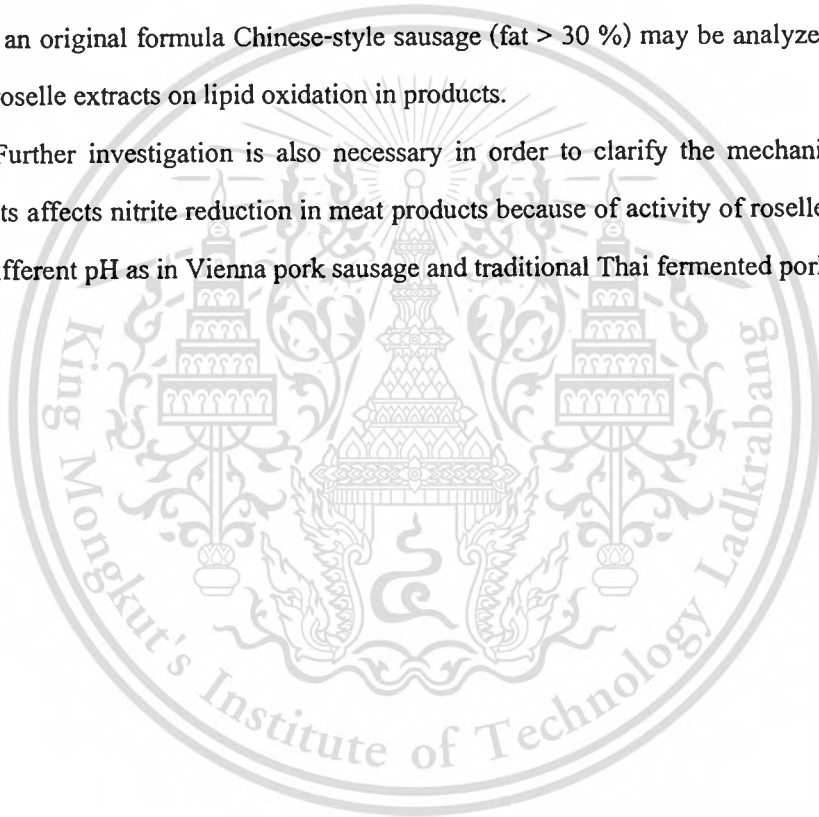 an original formula Chinese-style sausage (fat > 30 %) may be analyze
roselle extracts on lipid oxidation in products.
Further investigation is also necessary in order to clarify the mechani
ts affects nitrite reduction in meat products because of activity of roselle
ifferent pH as in Vienna pork sausage and traditional Thai fermented pork
King Mongkut's Institute of Technology Ladkrabang